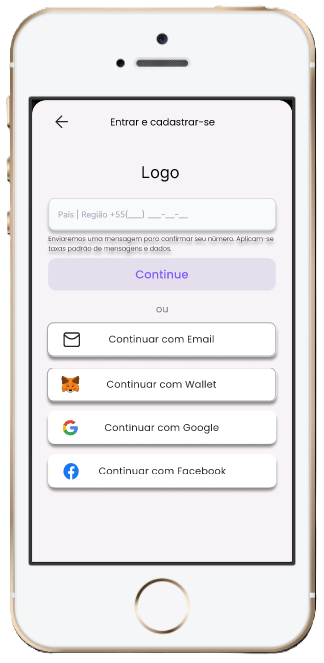 Entrar e cadastrar-se
Logo
País | Região +55(___) ___-__-__
Enviaremos uma mensagem para confirmar seu número. Aplicam-se
taxas padrão de mensagens e dados.
Continue
ou
Continuar com Email
Continuar com Wallet
Continuar com Google
Continuar com Facebook